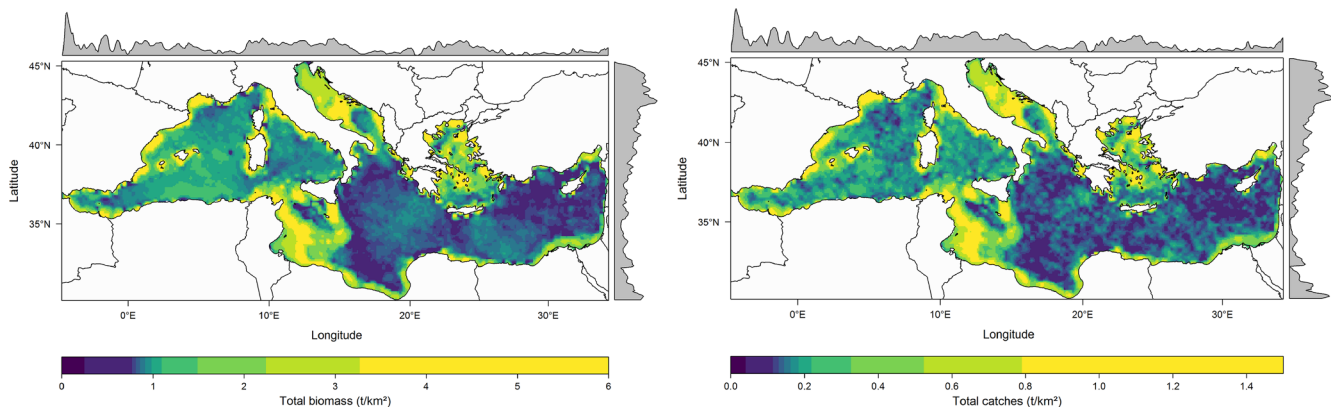 45°N
40°N
35°N
Latitude
0°E 10°E 20°E 30°E
Longitude
0 1 2 3 4 5 6
Total biomass (t/km²)
45°N
40°N
35°N
Latitude
0°E 10°E 20°E 30°E
Longitude
0.0 0.2 0.4 0.6 0.8 1.0 1.2 1.4
Total catches (t/km²)